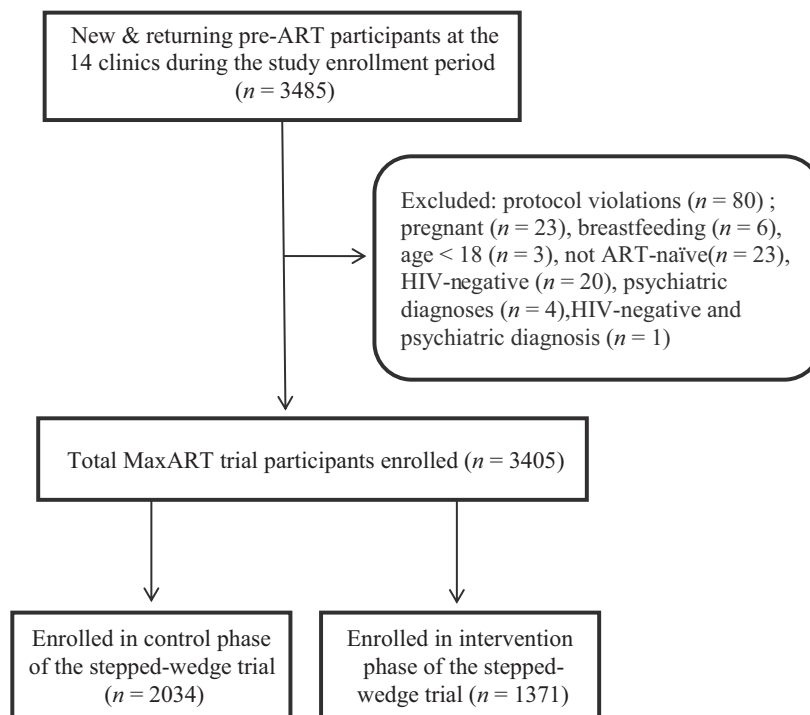 New & returning pre-ART participants at the
14 clinics during the study enrollment period
(n = 3485)
Excluded: protocol violations (n = 80) ;
pregnant (n = 23), breastfeeding (n = 6),
age < 18 (n = 3), not ART-naïve(n = 23),
HIV-negative (n = 20), psychiatric
diagnoses (n = 4),HIV-negative and
psychiatric diagnosis (n = 1)
Total MaxART trial participants enrolled (n = 3405)
Enrolled in control phase
of the stepped-wedge trial
(n = 2034)
Enrolled in intervention
phase of the stepped-
wedge trial (n = 1371)